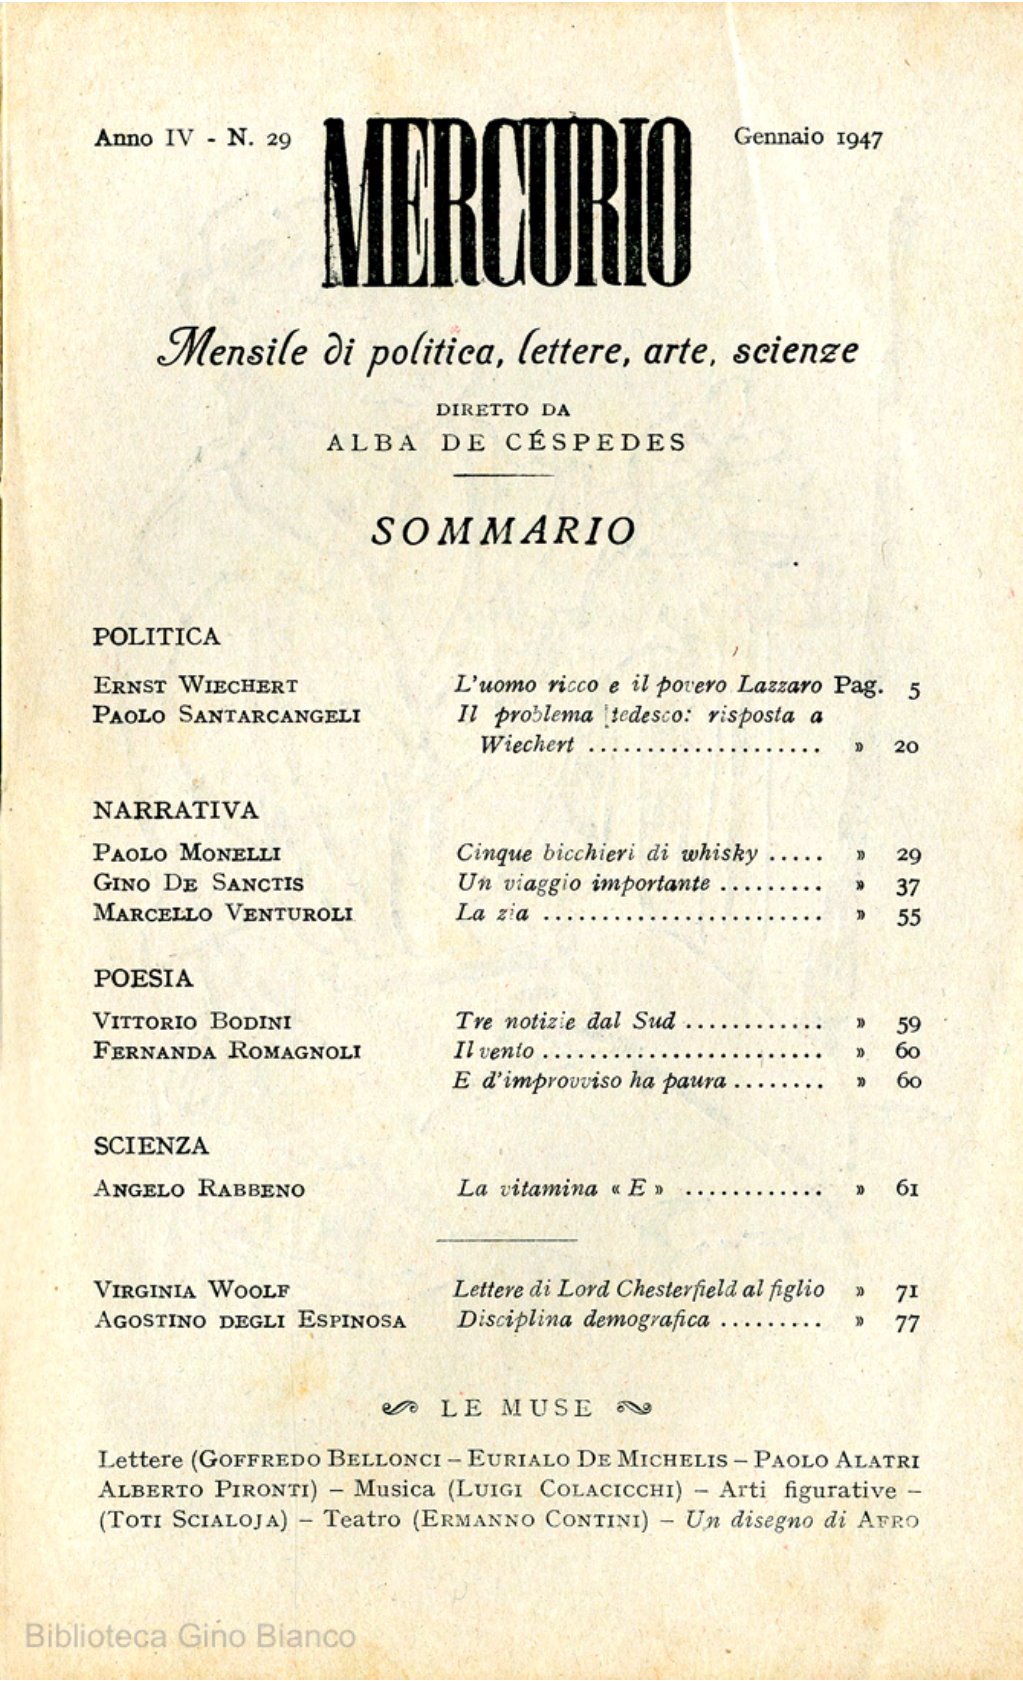 Anno IV - N. 29
MERCURIO
Gennaio 1947
Mensile di politica, lettere, arte, scienze
DIRETTO DA
ALBA DE CÉSPEDES
SOMMARIO
POLITICA
ERNST WIECHERT L'uomo ricco e il povero Lazzaro Pag. 5
PAOLO SANTARCANGELI Il problema tedesco: risposta a
Wiechert .................... » 20
NARRATIVA
PAOLO MONELLI Cinque bicchieri di whisky ..... » 29
GINO DE SANCTIS Un viaggio importante ......... » 37
MARCELLO VENTUROLI La zia ........................ » 55
POESIA
VITTORIO BODINI Tre notizie dal Sud ............ » 59
FERNANDA ROMAGNOLI Il vento ........................ » 60
E d'improvviso ha paura ........ » 60
SCIENZA
ANGELO RABBENO La vitamina « E » ............ » 61
VIRGINIA WOOLF Lettere di Lord Chesterfield al figlio » 71
AGOSTINO DEGLI ESPINOSA Disciplina demografica ......... » 77
LE MUSE
Lettere (GOFFREDO BELLONCI – EURIALO DE MICHELIS – PAOLO ALATRI
ALBERTO PIRONTI) – Musica (LUIGI COLACICCHI) – Arti figurative –
(TOTI SCIALOJA) – Teatro (ERMANNO CONTINI) – Un disegno di AFRO
Biblioteca Gino Bianco